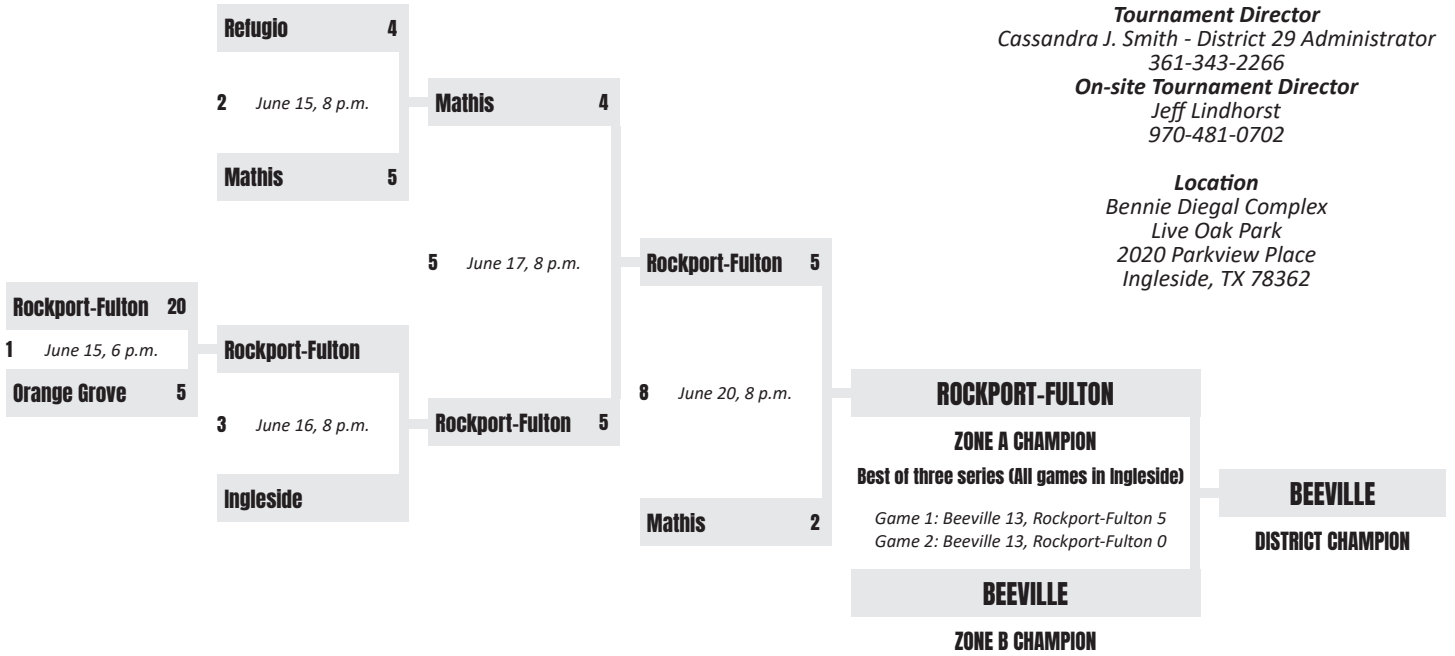 Refugio 4
2 June 15, 8 p.m.
Mathis 5
Mathis 4
5 June 17, 8 p.m.
Rockport-Fulton 20
1 June 15, 6 p.m.
Orange Grove 5
Rockport-Fulton
3 June 16, 8 p.m.
Ingleside
Rockport-Fulton 5
Rockport-Fulton 5
8 June 20, 8 p.m.
Mathis 2
Tournament Director
Cassandra J. Smith - District 29 Administrator
361-343-2266
On-site Tournament Director
Jeff Lindhorst
970-481-0702
Location
Bennie Diegal Complex
Live Oak Park
2020 Parkview Place
Ingleside, TX 78362
ROCKPORT-FULTON
ZONE A CHAMPION
Best of three series (All games in Ingleside)
Game 1: Beeville 13, Rockport-Fulton 5
Game 2: Beeville 13, Rockport-Fulton 0
BEEVILLE
ZONE B CHAMPION
BEEVILLE
DISTRICT CHAMPION